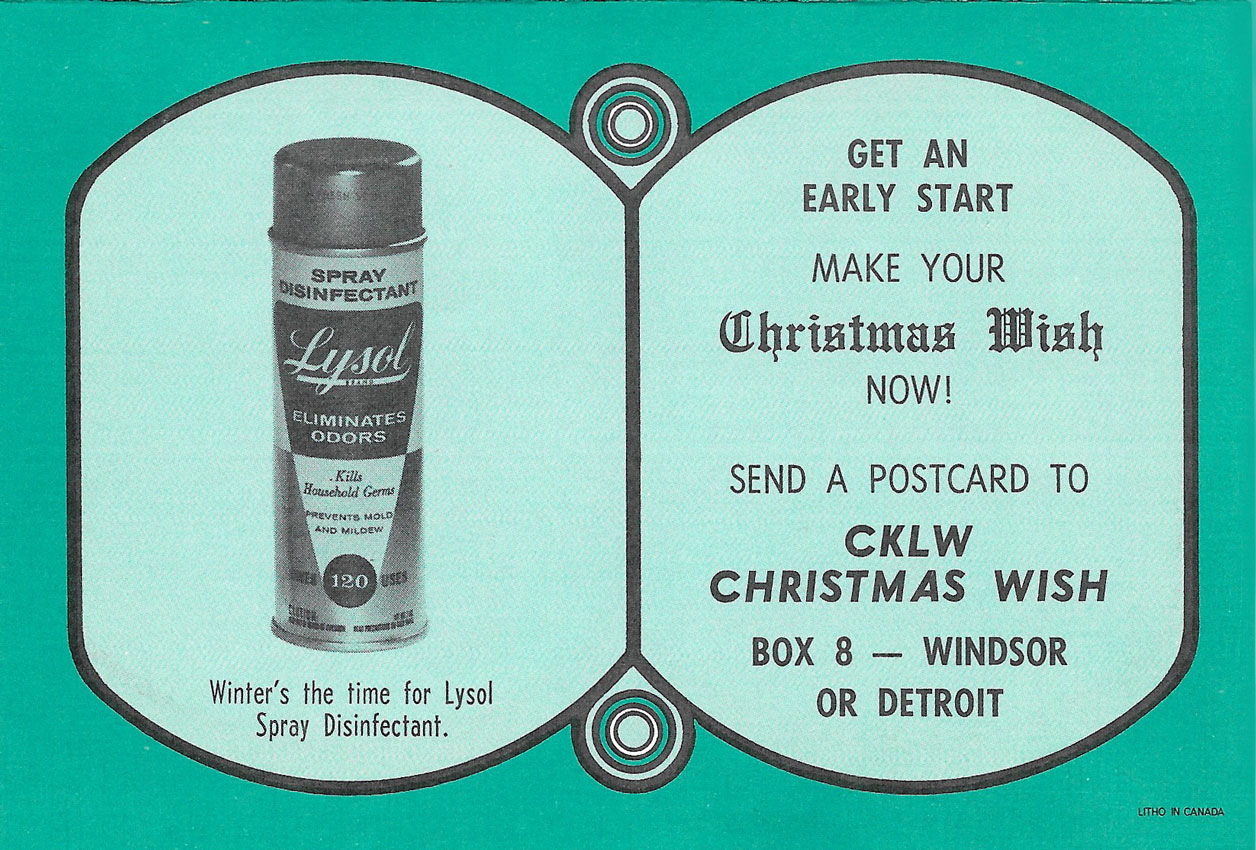 SPRAY
DISINFECTANT
Lysol
BRAND
ELIMINATES
ODORS
Kills
Household Germs
PREVENTS MOLD
AND MILDEW
120 USES
Winter's the time for Lysol
Spray Disinfectant.
GET AN
EARLY START
MAKE YOUR
Christmas Wish
NOW!
SEND A POSTCARD TO
CKLW
CHRISTMAS WISH
BOX 8 — WINDSOR
OR DETROIT
LITHO IN CANADA